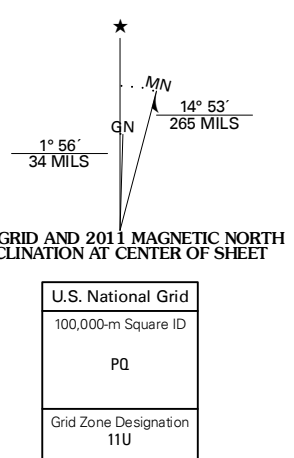 ★
MN
GN
14° 53´
265 MILS
1° 56´
34 MILS
GRID AND 2011 MAGNETIC NORTH
CLINATION AT CENTER OF SHEET
U.S. National Grid
100,000-m Square ID
PQ
Grid Zone Designation
11U